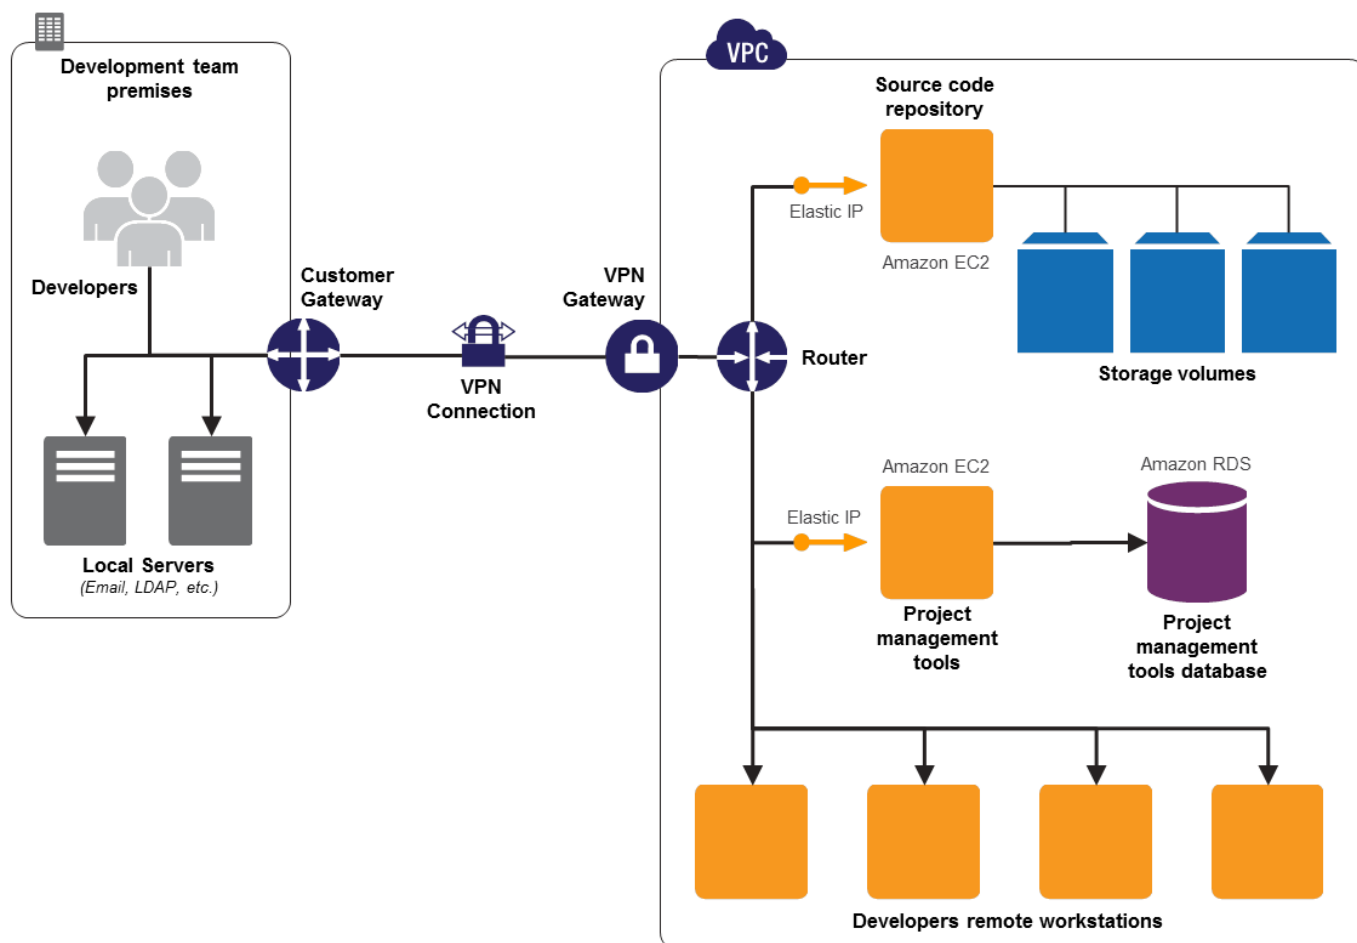 Development team
premises
Developers
Customer
Gateway
Local Servers
(Email, LDAP, etc.)
VPN
Connection
VPN
Gateway
VPC
Router
Source code
repository
Elastic IP
Amazon EC2
Storage volumes
Amazon EC2
Elastic IP
Project
management
tools
Amazon RDS
Project
management
tools database
Developers remote workstations